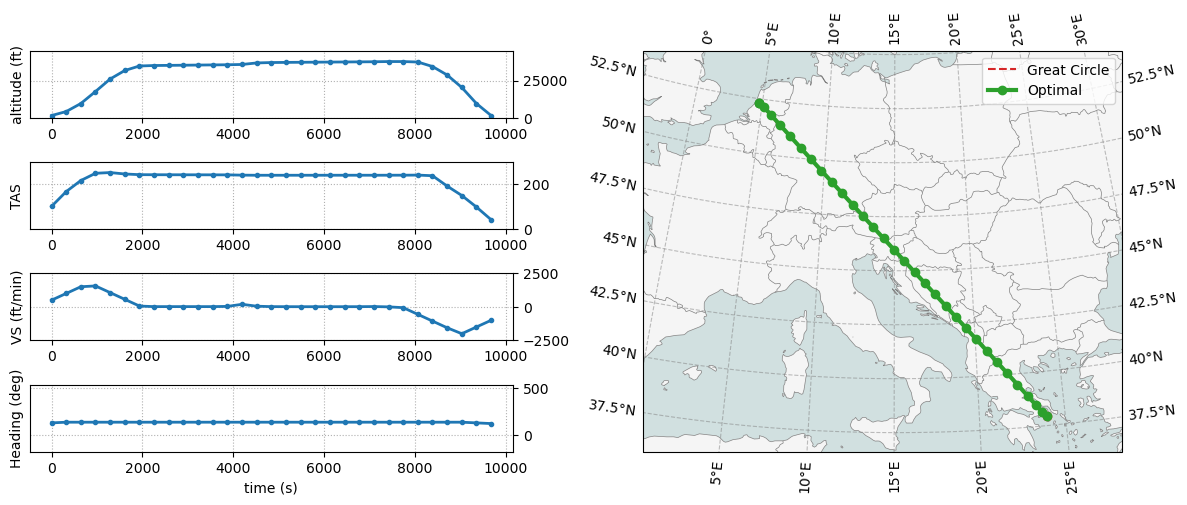 altitude (ft)
25000
0
0 2000 4000 6000 8000 10000
TAS
200
0
0 2000 4000 6000 8000 10000
VS (ft/min)
2500
0
−2500
0 2000 4000 6000 8000 10000
Heading (deg)
500
0
0 2000 4000 6000 8000 10000
time (s)
0° 5°E 10°E 15°E 20°E 25°E 30°E
52.5°N
50°N
47.5°N
45°N
42.5°N
40°N
37.5°N
Great Circle
Optimal
52.5°N
50°N
47.5°N
45°N
42.5°N
40°N
37.5°N
5°E 10°E 15°E 20°E 25°E